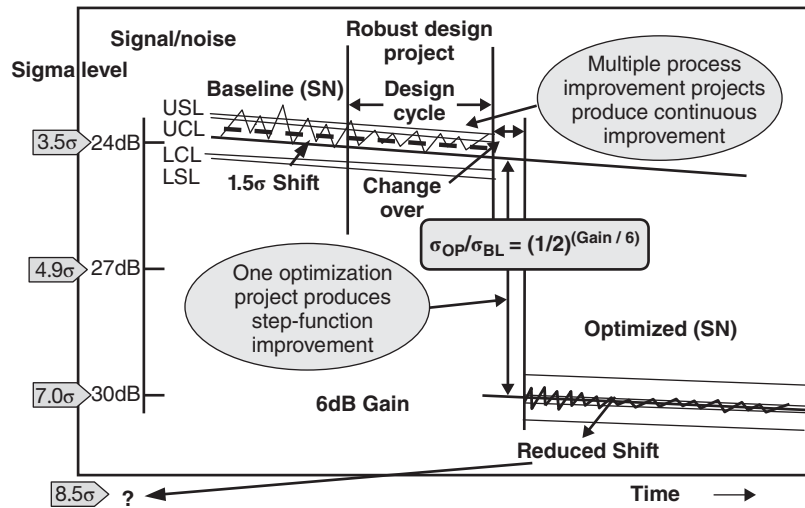 Signal/noise
Robust design
project
Sigma level
Baseline (SN)
Design
cycle
Multiple process
improvement projects
produce continuous
improvement
USL
UCL
3.5σ
24dB
LCL
LSL
1.5σ Shift
Change
over
σOP/σBL = (1/2)(Gain / 6)
4.9σ
27dB
One optimization
project produces
step-function
improvement
Optimized (SN)
7.0σ
30dB
6dB Gain
Reduced Shift
8.5σ
?
Time